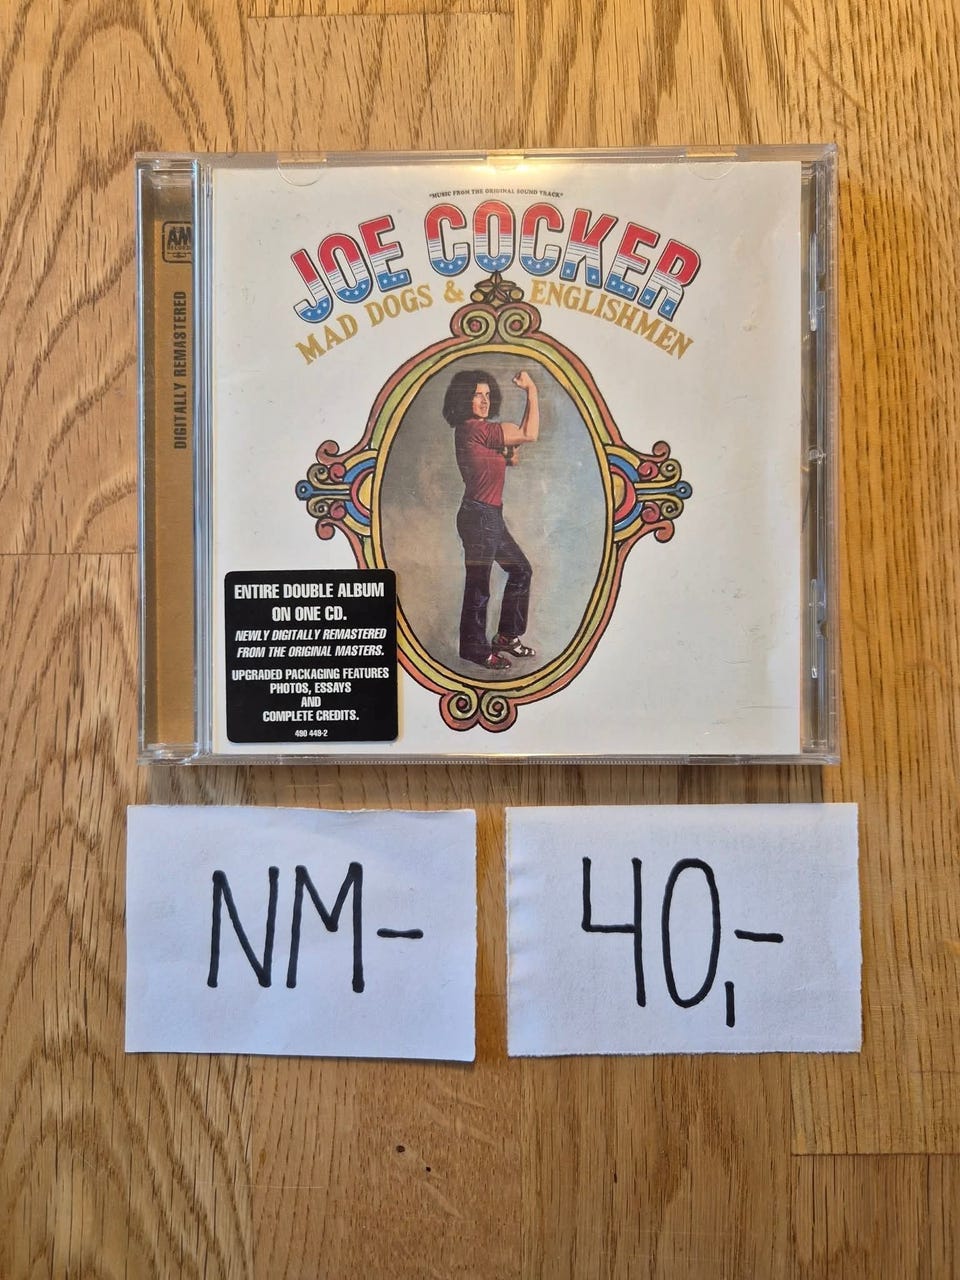 "MUSIC FROM THE ORIGINAL SOUND TRACK"
JOE COCKER
MAD DOGS & ENGLISHMEN
AM
RECORDS
DIGITALLY REMASTERED
ENTIRE DOUBLE ALBUM
ON ONE CD.
NEWLY DIGITALLY REMASTERED
FROM THE ORIGINAL MASTERS.
UPGRADED PACKAGING FEATURES
PHOTOS, ESSAYS
AND
COMPLETE CREDITS.
490 449-2
NM-
40,-